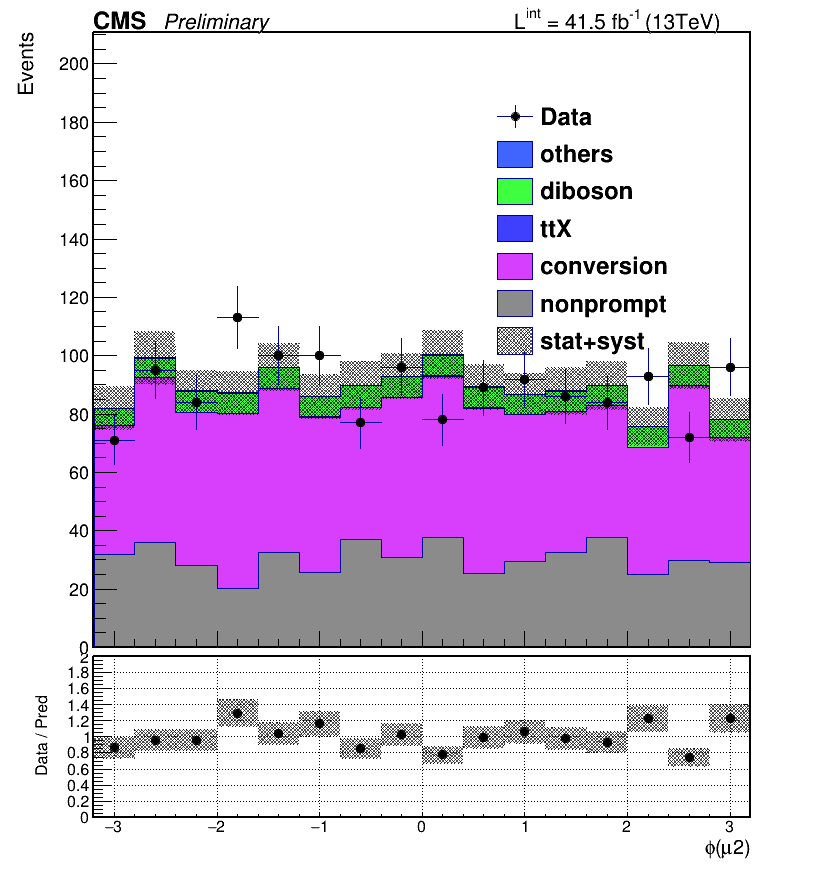 CMS Preliminary L^int = 41.5 fb^-1 (13TeV)
Events
200
180
160
140
120
100
80
60
40
20
0
Data
others
diboson
ttX
conversion
nonprompt
stat+syst
Data / Pred
2
1.8
1.6
1.4
1.2
1
0.8
0.6
0.4
0.2
0
−3 −2 −1 0 1 2 3
ϕ(μ2)